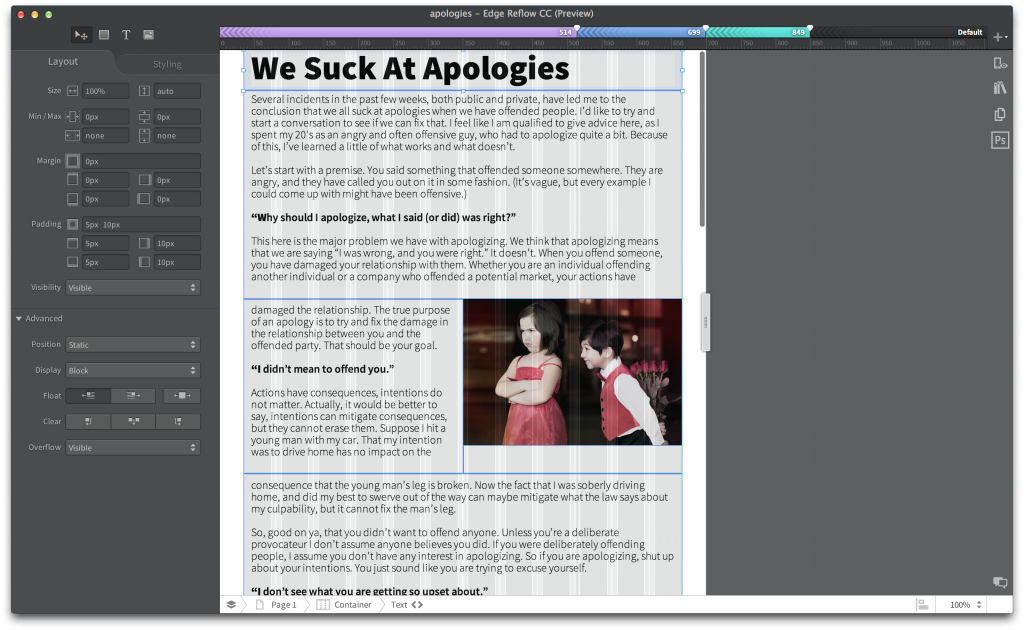 apologies – Edge Reflow CC (Preview)
T
514
699
849
Default
0 50 100 150 200 250 300 350 400 450 500 550 600 650 700 750 800 850 900 950 1000 1050
Layout
Styling
Size 100% auto
Min / Max 0px 0px
none none
Margin 0px
0px 0px
0px 0px
Padding 5px 10px
5px 10px
5px 10px
Visibility Visible
Advanced
Position Static
Display Block
Float
Clear
Overflow Visible
Ps
We Suck At Apologies
Several incidents in the past few weeks, both public and private, have led me to the
conclusion that we all suck at apologies when we have offended people. I'd like to try and
start a conversation to see if we can fix that. I feel like I am qualified to give advice here, as I
spent my 20's as an angry and often offensive guy, who had to apologize quite a bit. Because
of this, I've learned a little of what works and what doesn't.
Let's start with a premise. You said something that offended someone somewhere. They are
angry, and they have called you out on it in some fashion. (It's vague, but every example I
could come up with might have been offensive.)
“Why should I apologize, what I said (or did) was right?”
This here is the major problem we have with apologizing. We think that apologizing means
that we are saying “I was wrong, and you were right.” It doesn't. When you offend someone,
you have damaged your relationship with them. Whether you are an individual offending
another individual or a company who offended a potential market, your actions have
damaged the relationship. The true purpose
of an apology is to try and fix the damage in
the relationship between you and the
offended party. That should be your goal.
“I didn't mean to offend you.”
Actions have consequences, intentions do
not matter. Actually, it would be better to
say, intentions can mitigate consequences,
but they cannot erase them. Suppose I hit a
young man with my car. That my intention
was to drive home has no impact on the
consequence that the young man's leg is broken. Now the fact that I was soberly driving
home, and did my best to swerve out of the way can maybe mitigate what the law says about
my culpability, but it cannot fix the man's leg.
So, good on ya, that you didn't want to offend anyone. Unless you're a deliberate
provocateur I don't assume anyone believes you did. If you were deliberately offending
people, I assume you don't have any interest in apologizing. So if you are apologizing, shut up
about your intentions. You just sound like you are trying to excuse yourself.
“I don't see what you are getting so upset about.”
Page 1 Container Text <>
100%